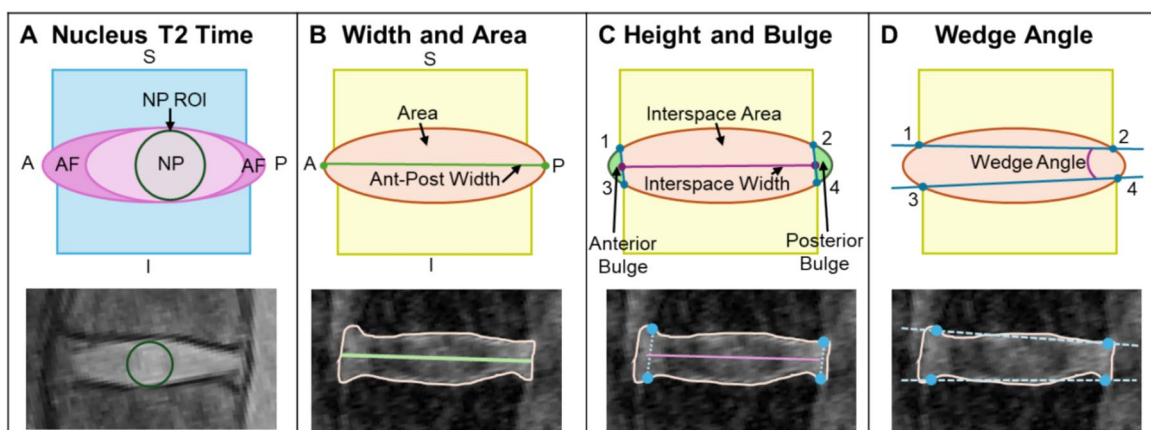 A Nucleus T2 Time
S
NP ROI
A
AF
NP
AF
P
I
B Width and Area
S
Area
A
P
Ant-Post Width
I
C Height and Bulge
Interspace Area
1
2
3
Interspace Width
4
Anterior
Bulge
Posterior
Bulge
D Wedge Angle
1
2
Wedge Angle
3
4